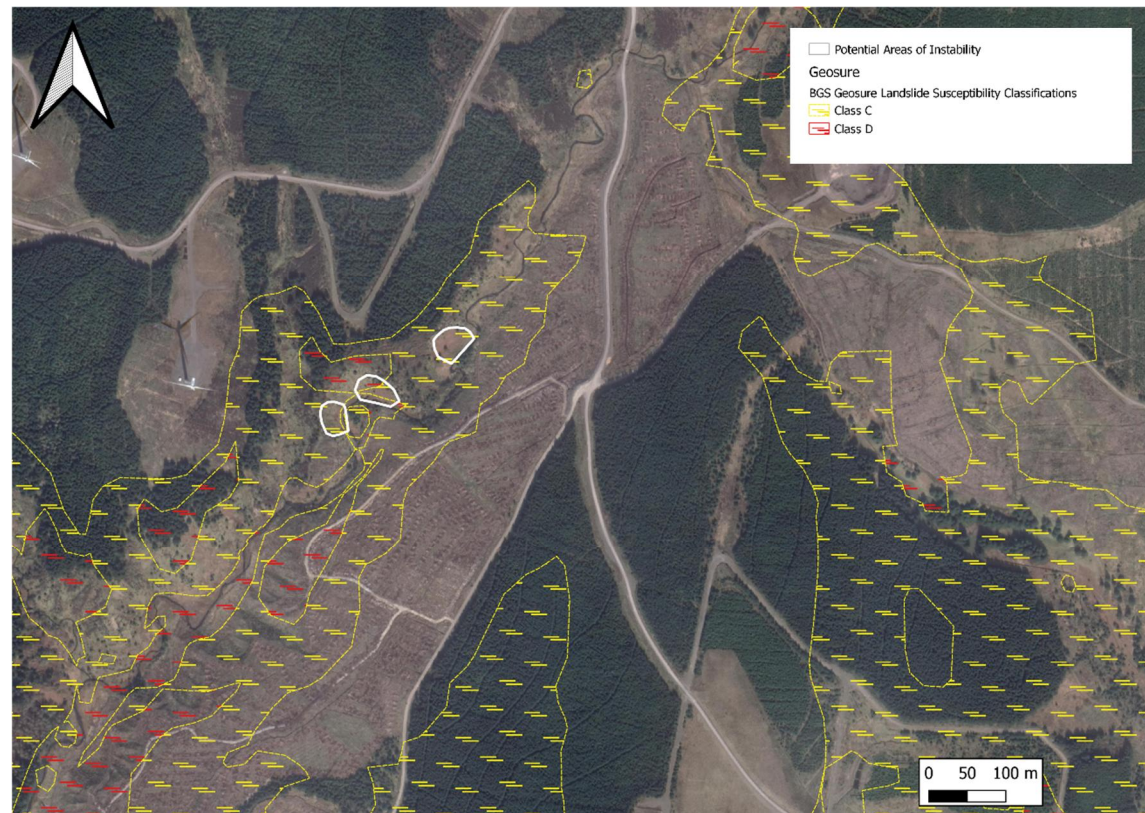 Potential Areas of Instability
Geosure
BGS Geosure Landslide Susceptibility Classifications
Class C
Class D
0 50 100 m